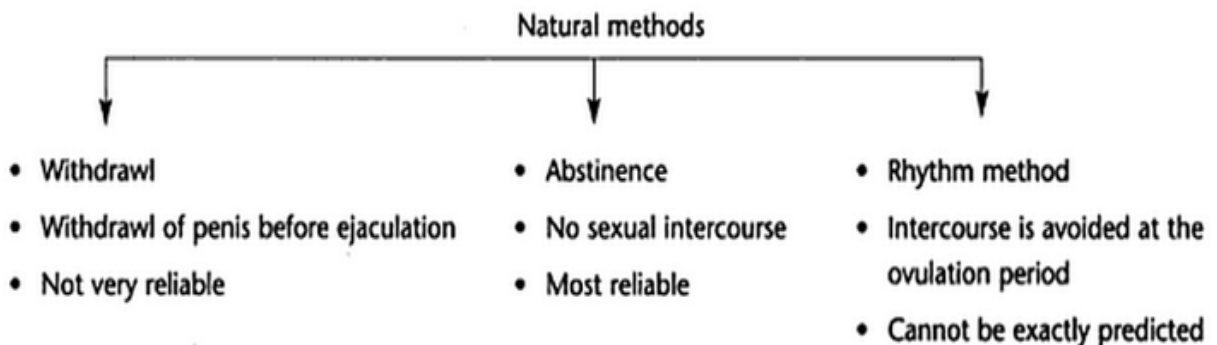 Natural methods
• Withdrawl
• Withdrawl of penis before ejaculation
• Not very reliable
• Abstinence
• No sexual intercourse
• Most reliable
• Rhythm method
• Intercourse is avoided at the
ovulation period
• Cannot be exactly predicted